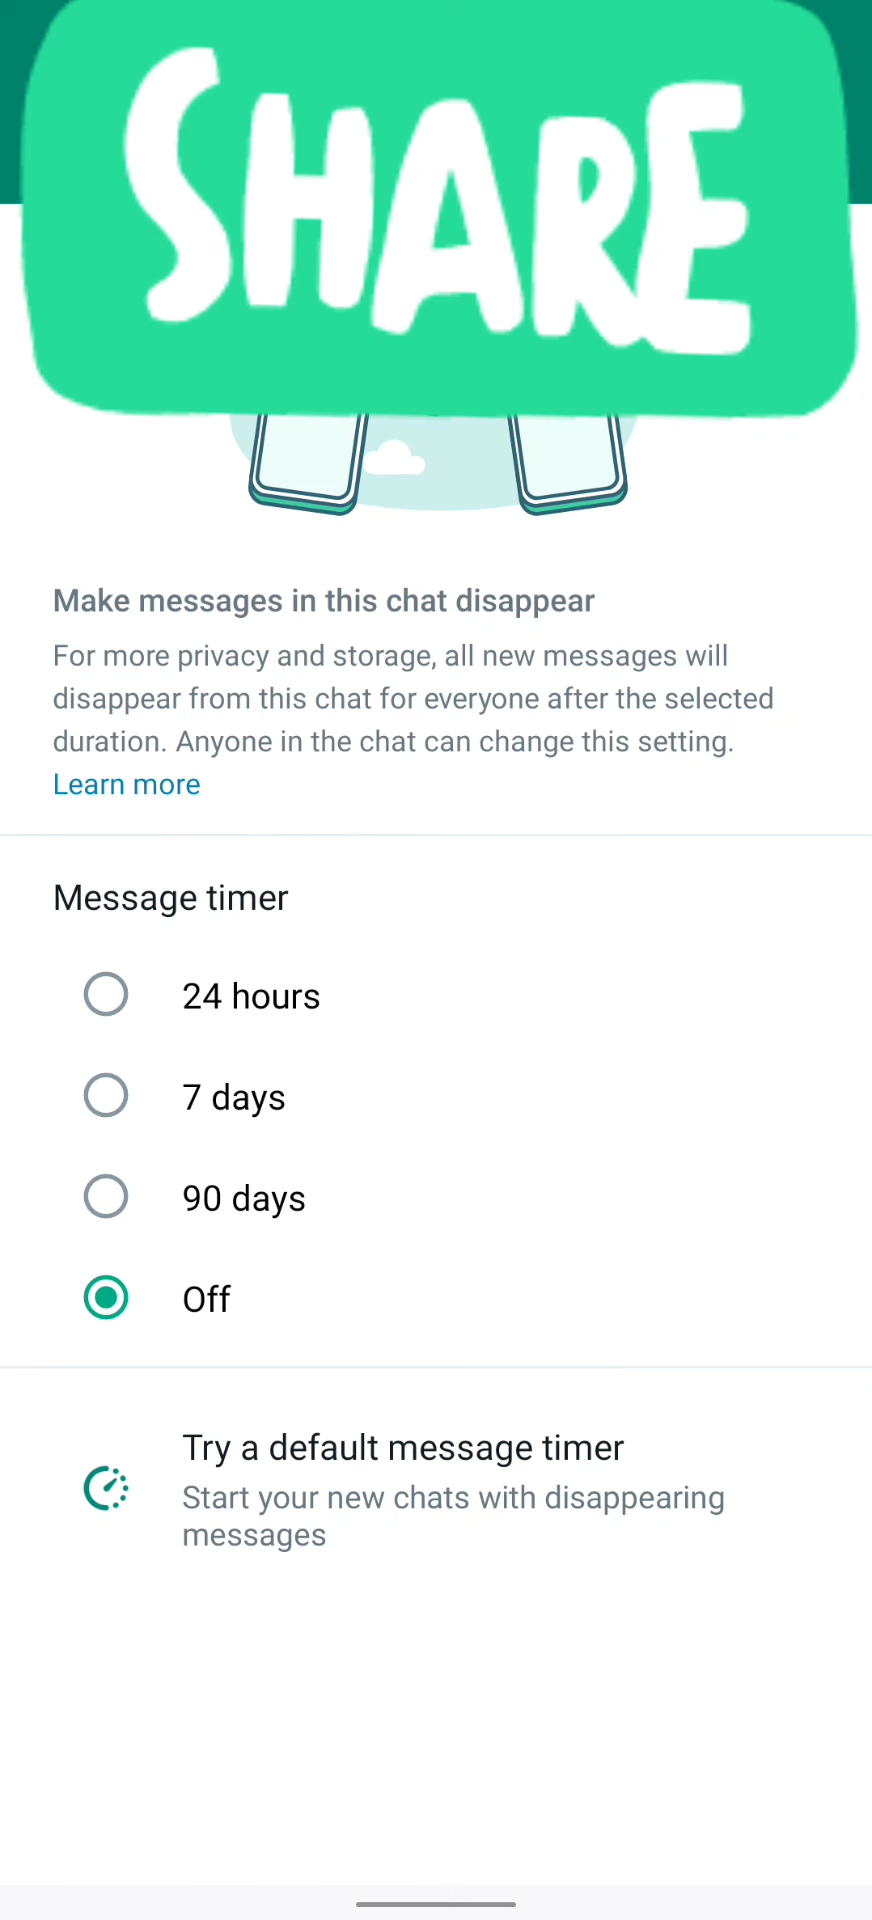 SHARE
Make messages in this chat disappear
For more privacy and storage, all new messages will
disappear from this chat for everyone after the selected
duration. Anyone in the chat can change this setting.
Learn more
Message timer
24 hours
7 days
90 days
Off
Try a default message timer
Start your new chats with disappearing
messages